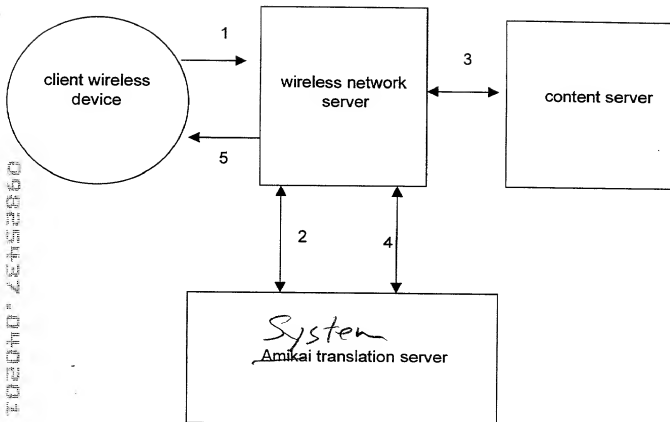 1
client wireless
device
wireless network
server
3
content server
5
2
4
System
Amikai translation server